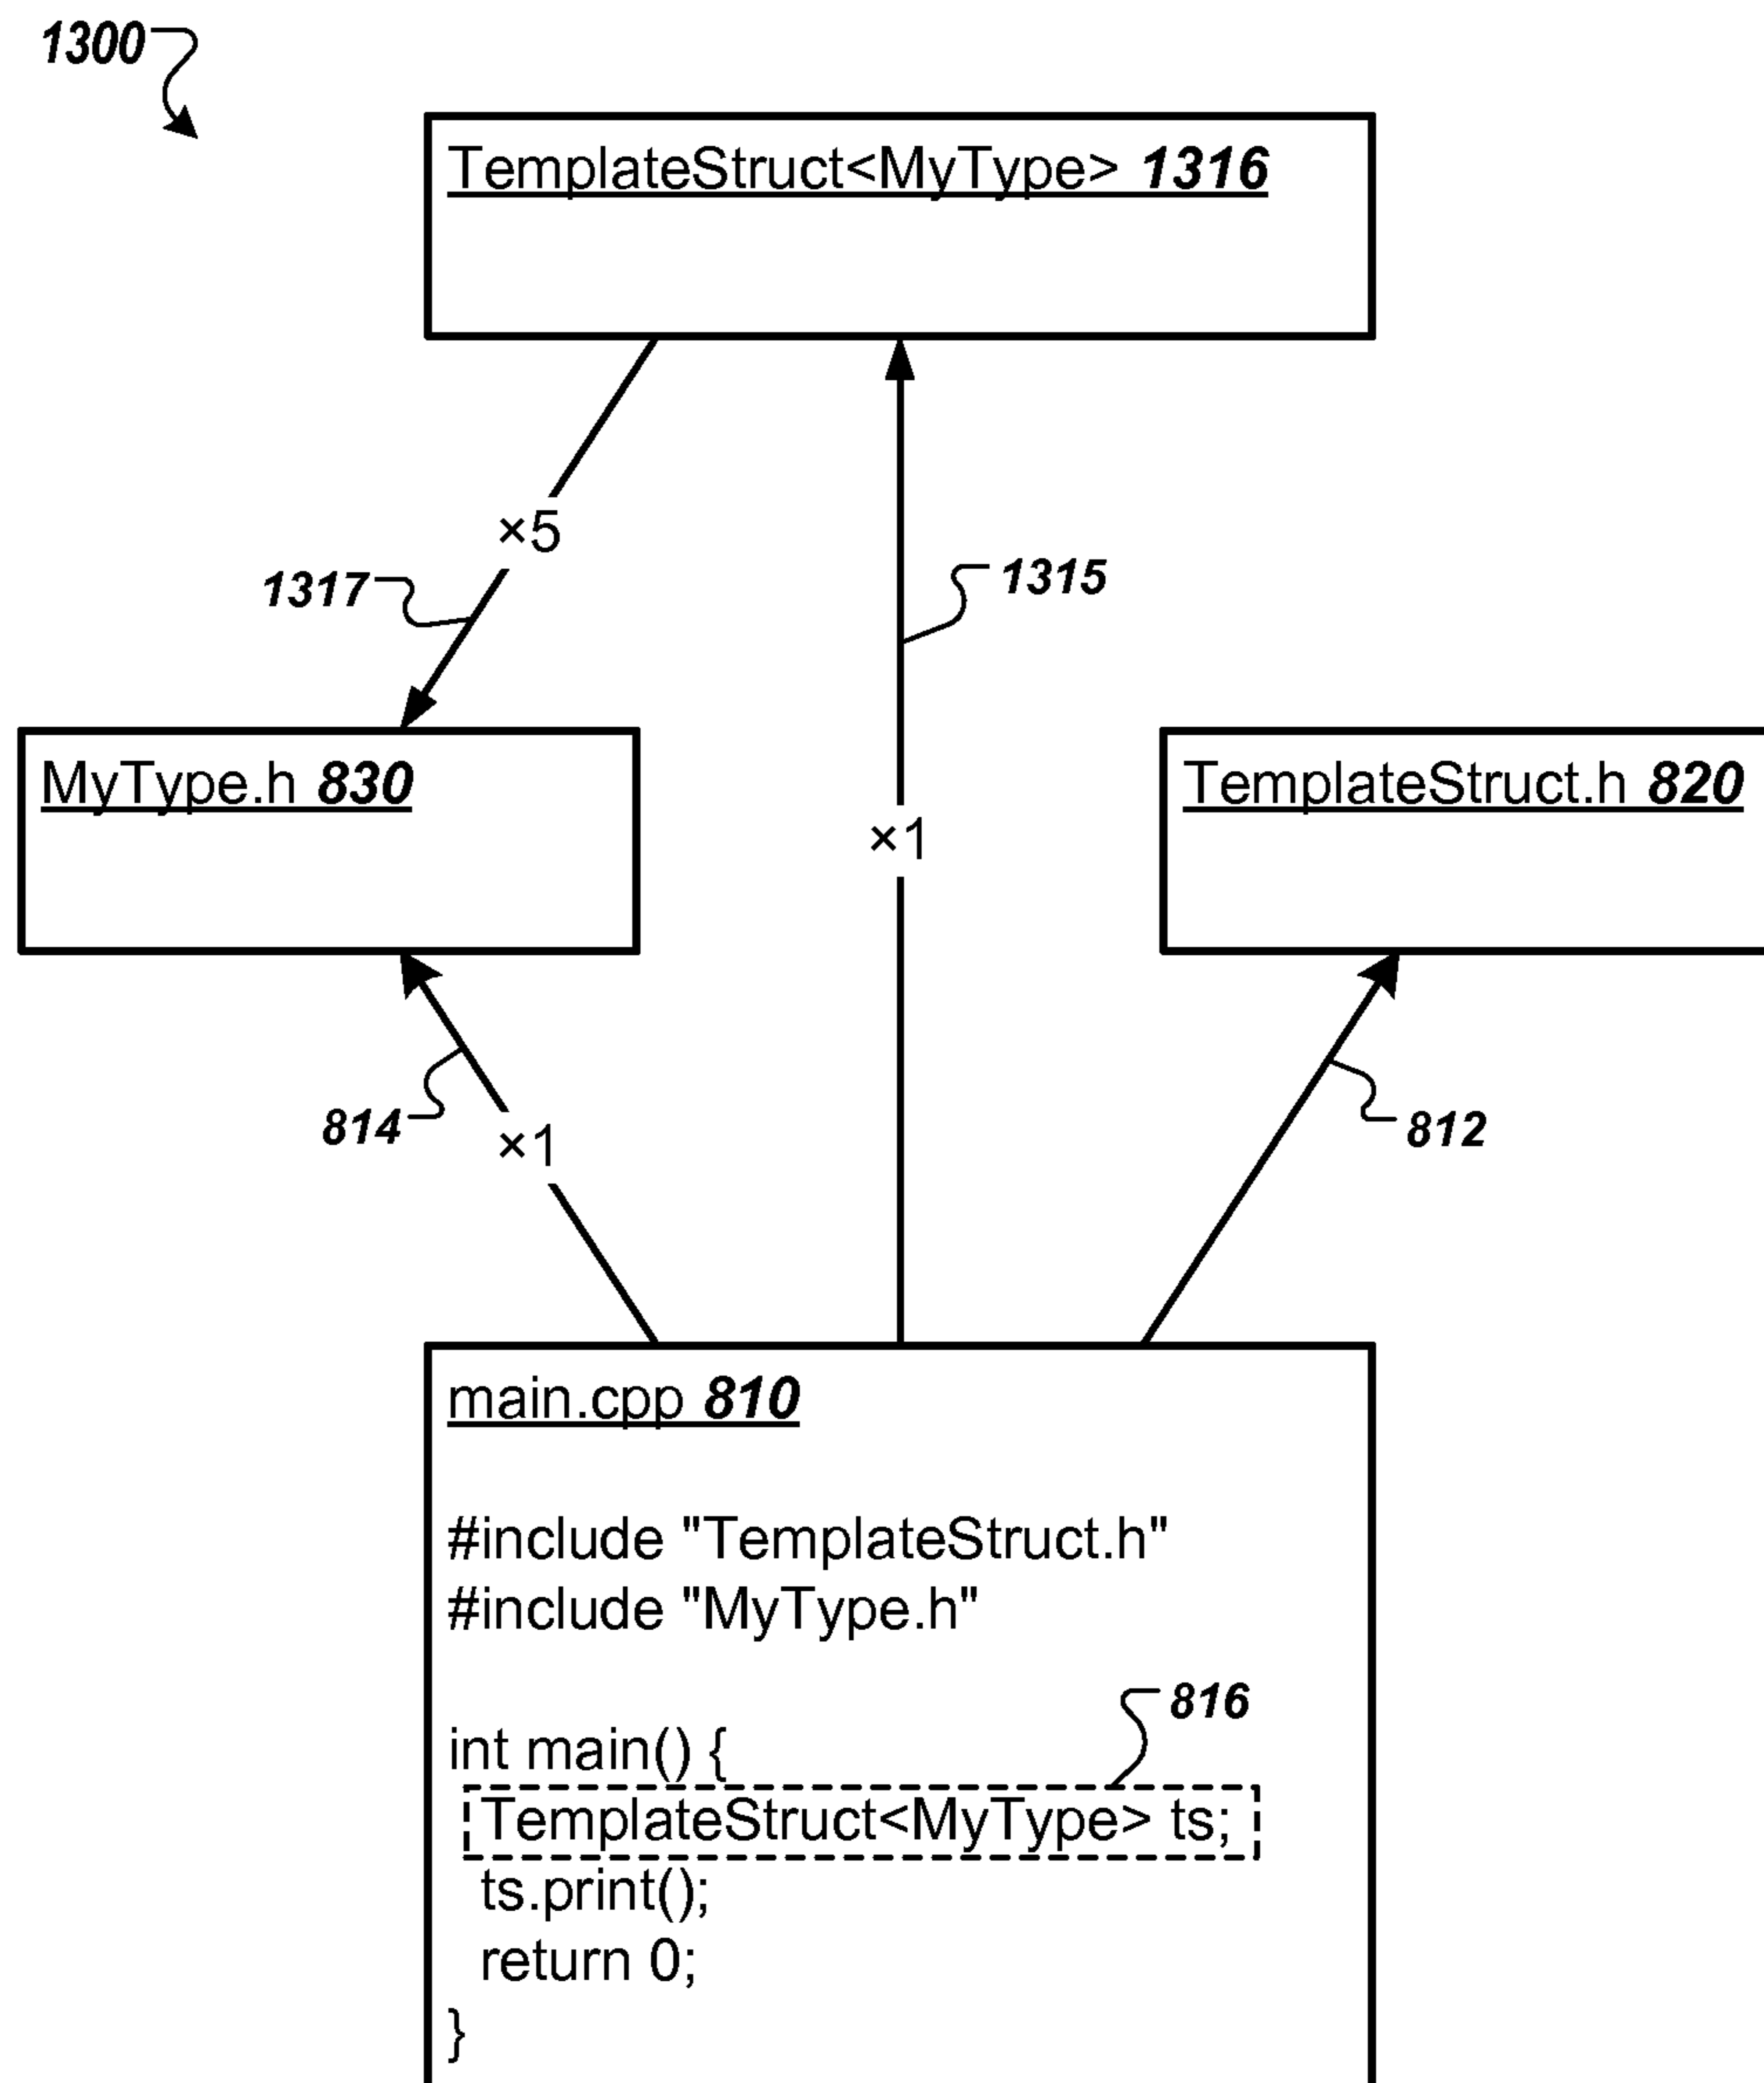 1300
TemplateStruct<MyType> 1316
×5
1317
1315
MyType.h 830
TemplateStruct.h 820
×1
814
×1
812
main.cpp 810
#include "TemplateStruct.h"
#include "MyType.h"
816
int main() {
TemplateStruct<MyType> ts;
ts.print();
return 0;
}